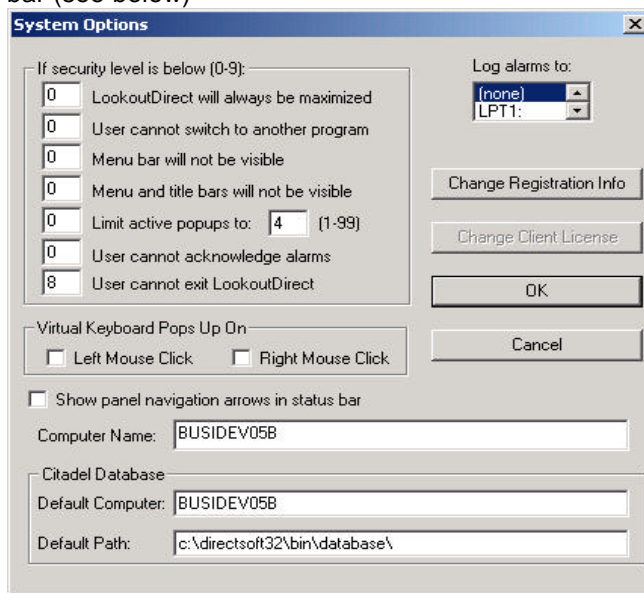 bar (see below)
System Options
If security level is below (0-9):
0 LookoutDirect will always be maximized
0 User cannot switch to another program
0 Menu bar will not be visible
0 Menu and title bars will not be visible
0 Limit active popups to: 4 (1-99)
0 User cannot acknowledge alarms
8 User cannot exit LookoutDirect
Log alarms to:
(none)
LPT1:
Change Registration Info
Change Client License
OK
Cancel
Virtual Keyboard Pops Up On
Left Mouse Click Right Mouse Click
Show panel navigation arrows in status bar
Computer Name: BUSIDEV05B
Citadel Database
Default Computer: BUSIDEV05B
Default Path: c:\directsoft32\bin\database\